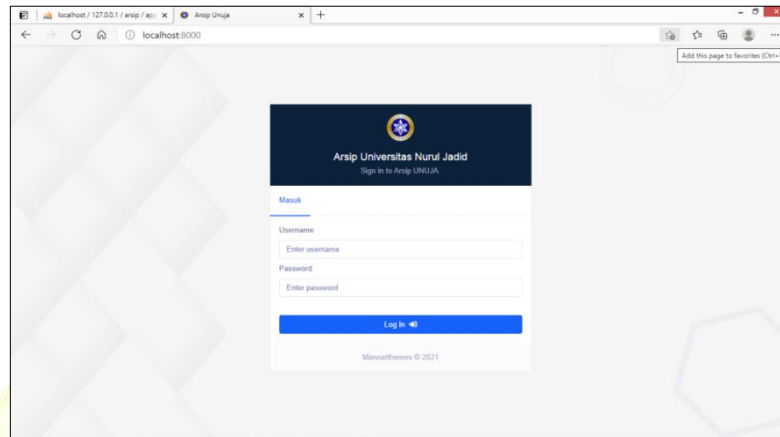 localhost / 127.0.0.1 / arsip / apu
Arsip Unuja
localhost:8000
Add this page to favorites (Ctrl+
Arsip Universitas Nurul Jadid
Sign in to Arsip UNUJA.
Masuk
Username
Enter username
Password
Enter password
Log In
Mannatthemes © 2021